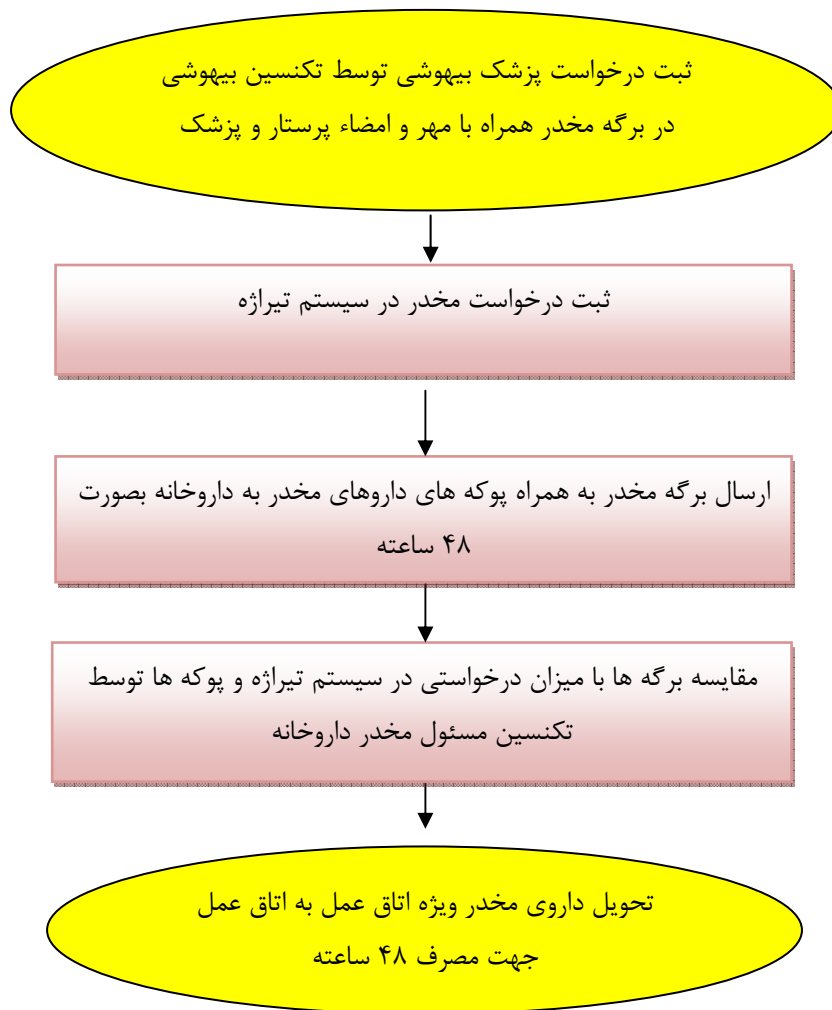 ثبت درخواست پزشک بیهوشی توسط تکنسین بیهوشی
در برگه مخدر همراه با مهر و امضاء پرستار و پزشک
ثبت درخواست مخدر در سیستم تیراژه
ارسال برگه مخدر به همراه پوکه های داروهای مخدر به داروخانه بصورت
۴۸ ساعته
مقایسه برگه ها با میزان درخواستی در سیستم تیراژه و پوکه ها توسط
تکنسین مسئول مخدر داروخانه
تحویل داروی مخدر ویژه اتاق عمل به اتاق عمل
جهت مصرف ۴۸ ساعته